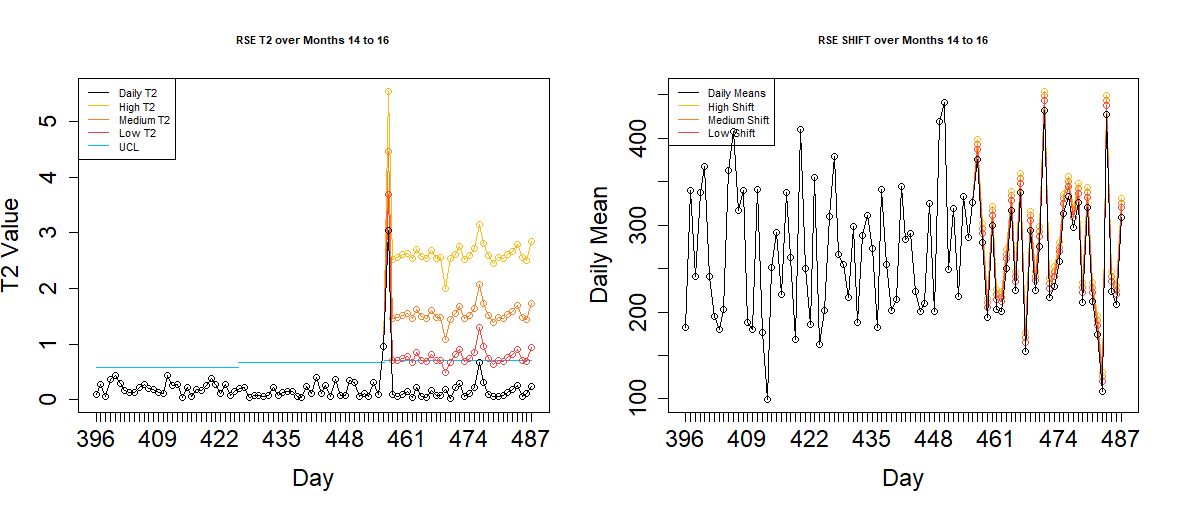 RSE T2 over Months 14 to 16
Daily T2
High T2
Medium T2
Low T2
UCL
T2 Value
5
4
3
2
1
0
396 409 422 435 448 461 474 487
Day
RSE SHIFT over Months 14 to 16
Daily Means
High Shift
Medium Shift
Low Shift
Daily Mean
400
300
200
100
396 409 422 435 448 461 474 487
Day